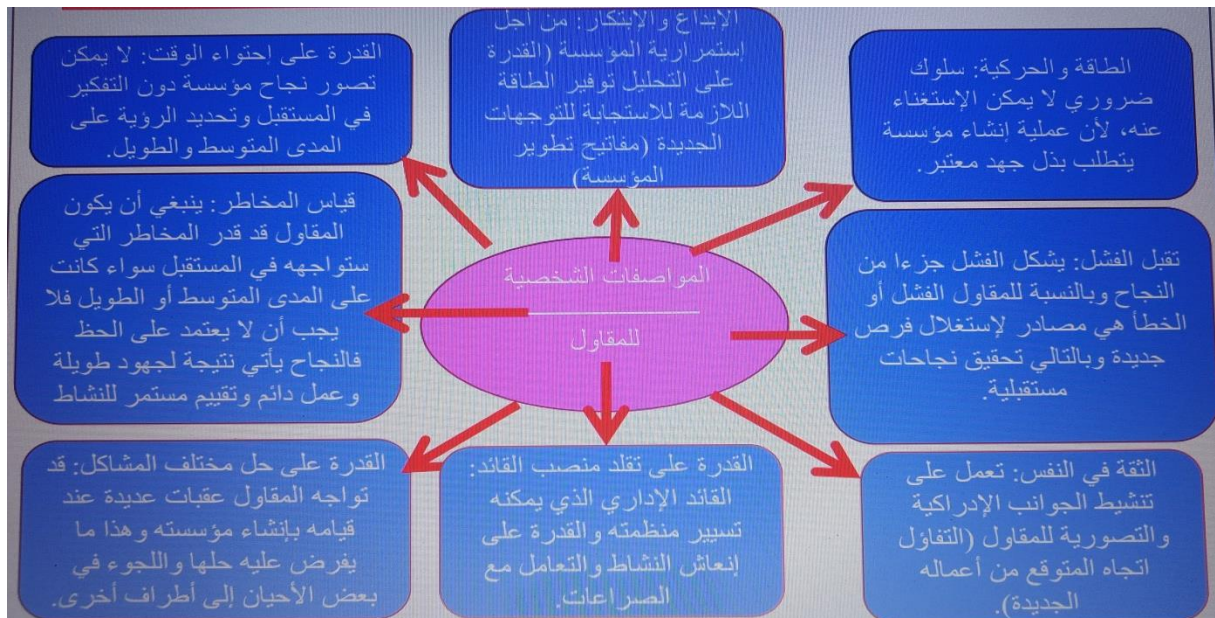 الإبداع والإبتكار: من أجل
إستمرارية المؤسسة (القدرة
على التحليل توفير الطاقة
اللازمة للاستجابة للتوجهات
الجديدة (مفاتيح تطوير
المؤسسة)
الطاقة والحركية: سلوك
ضروري لا يمكن الإستغناء
عنه، لأن عملية إنشاء مؤسسة
يتطلب بذل جهد معتبر.
القدرة على إحتواء الوقت: لا يمكن
تصور نجاح مؤسسة دون التفكير
في المستقبل وتحديد الرؤية على
المدى المتوسط والطويل.
تقبل الفشل: يشكل الفشل جزءا من
النجاح وبالنسبة للمقاول الفشل أو
الخطأ هي مصادر لإستغلال فرص
جديدة وبالتالي تحقيق نجاحات
مستقبلية.
المواصفات الشخصية
للمقاول
قياس المخاطر: ينبغي أن يكون
المقاول قد قدر المخاطر التي
ستواجهه في المستقبل سواء كانت
على المدى المتوسط أو الطويل فلا
يجب أن لا يعتمد على الحظ
فالنجاح يأتي نتيجة لجهود طويلة
وعمل دائم وتقييم مستمر للنشاط
الثقة في النفس: تعمل على
تنشيط الجوانب الإدراكية
والتصورية للمقاول (التفاؤل
اتجاه المتوقع من أعماله
الجديدة).
القدرة على تقلد منصب القائد:
القائد الإداري الذي يمكنه
تسيير منظمته والقدرة على
إنعاش النشاط والتعامل مع
الصراعات.
القدرة على حل مختلف المشاكل: قد
تواجه المقاول عقبات عديدة عند
قيامه بإنشاء مؤسسته وهذا ما
يفرض عليه حلها واللجوء في
بعض الأحيان إلى أطراف أخرى.